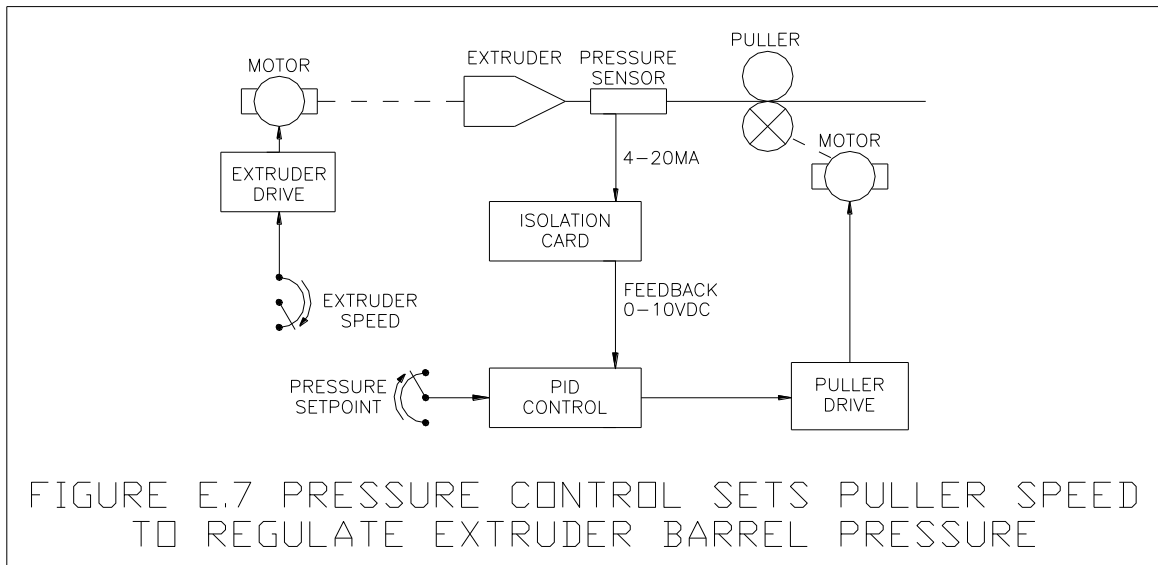 MOTOR
EXTRUDER
PRESSURE
SENSOR
PULLER
EXTRUDER
DRIVE
4-20MA
MOTOR
ISOLATION
CARD
EXTRUDER
SPEED
FEEDBACK
0-10VDC
PRESSURE
SETPOINT
PID
CONTROL
PULLER
DRIVE
FIGURE E.7 PRESSURE CONTROL SETS PULLER SPEED
TO REGULATE EXTRUDER BARREL PRESSURE